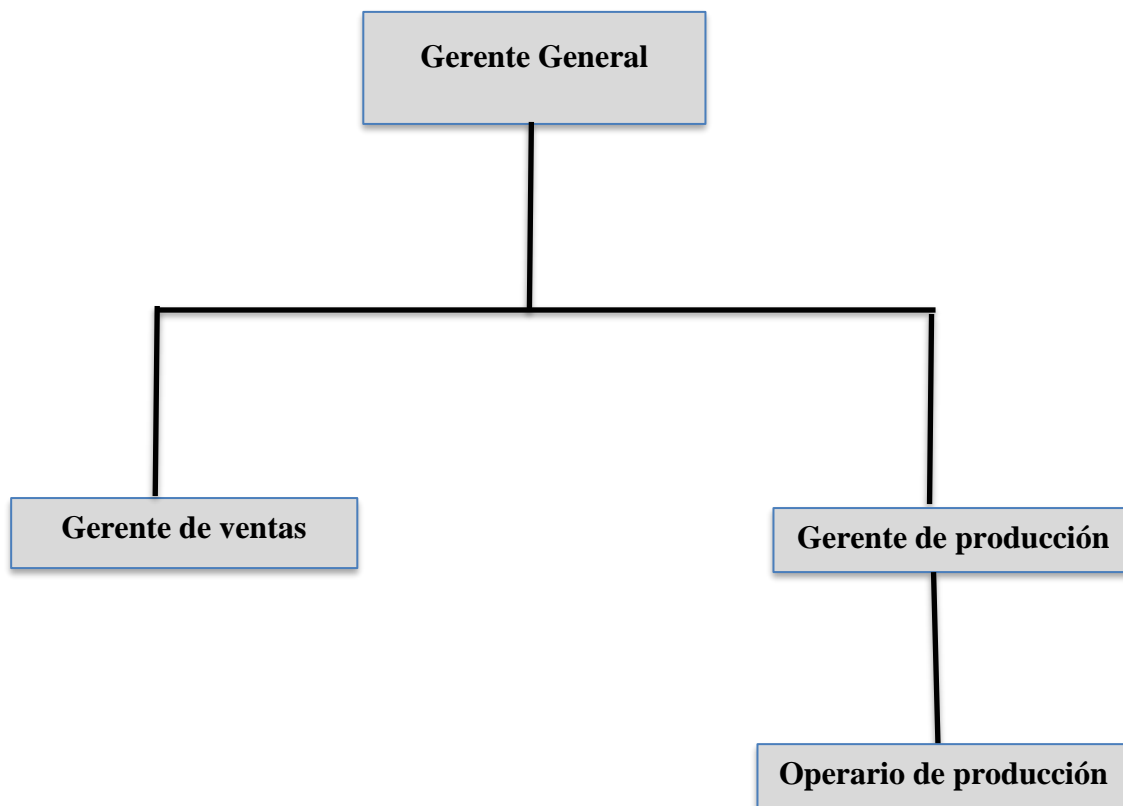 Gerente General
Gerente de ventas
Gerente de producción
Operario de producción